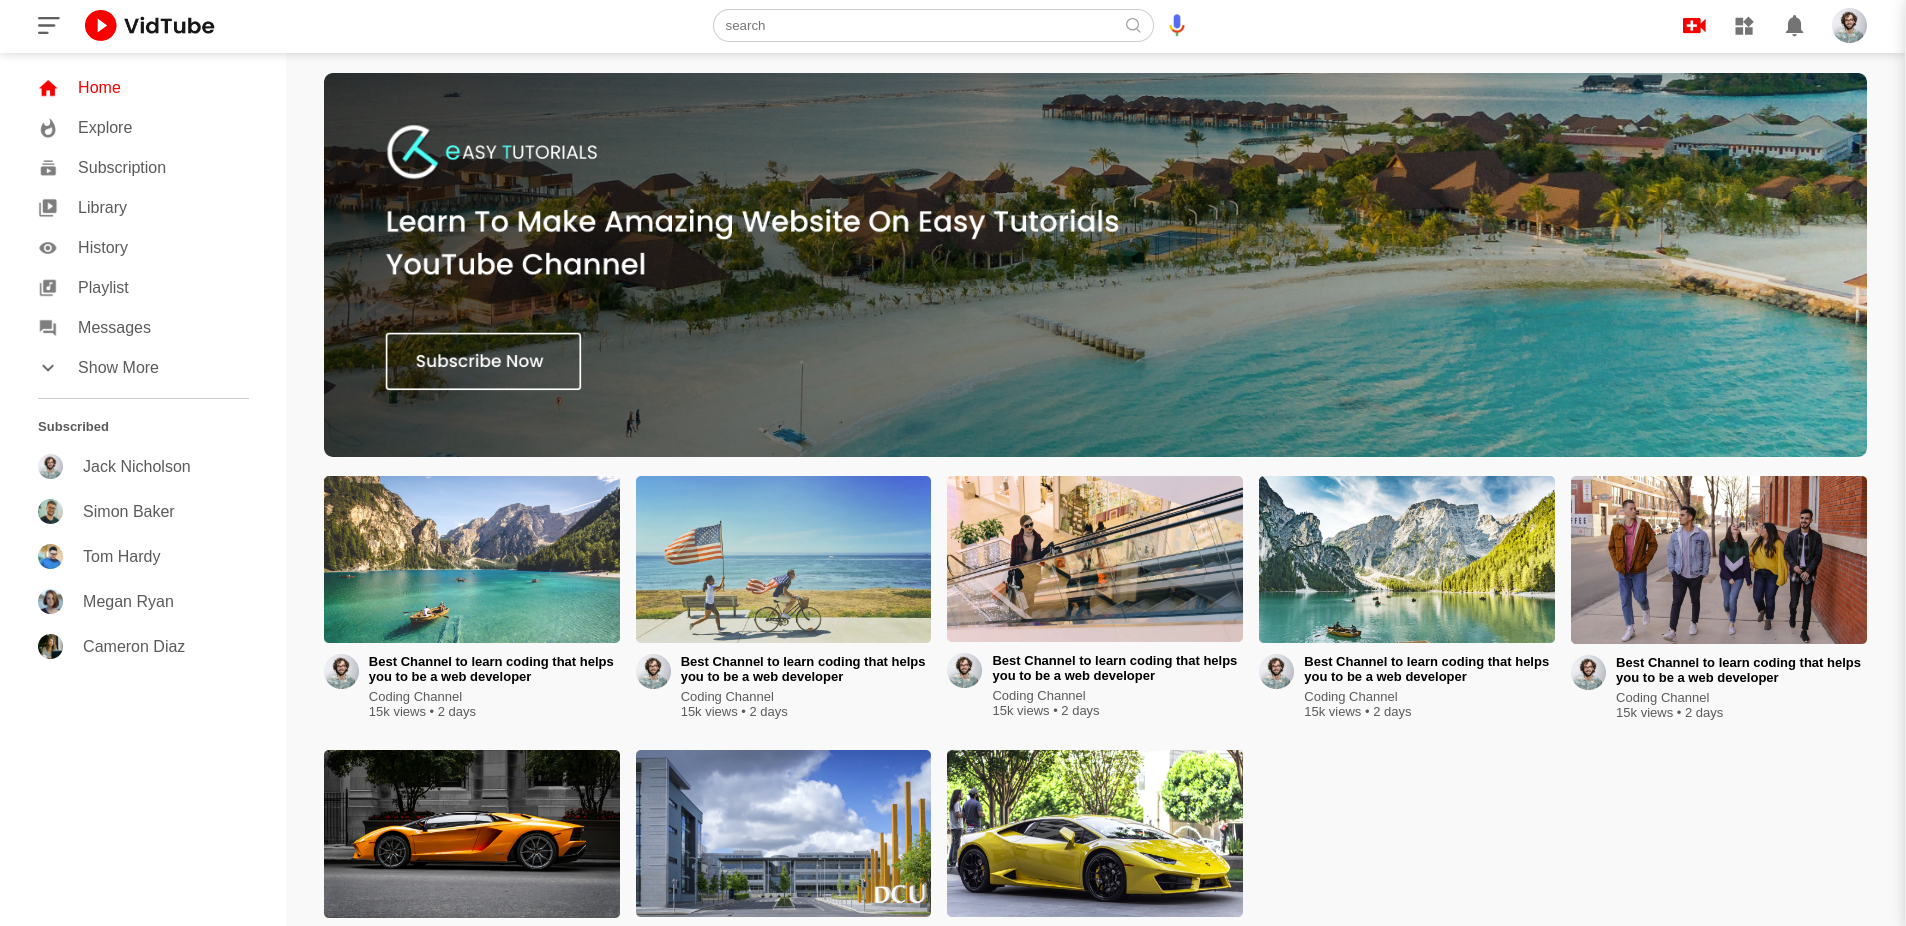 VidTube
search
Home
Explore
Subscription
Library
History
Playlist
Messages
Show More
Subscribed
Jack Nicholson
Simon Baker
Tom Hardy
Megan Ryan
Cameron Diaz
eASY TUTORIALS
Learn To Make Amazing Website On Easy Tutorials
YouTube Channel
Subscribe Now
Best Channel to learn coding that helps
you to be a web developer
Coding Channel
15k views • 2 days
Best Channel to learn coding that helps
you to be a web developer
Coding Channel
15k views • 2 days
Best Channel to learn coding that helps
you to be a web developer
Coding Channel
15k views • 2 days
Best Channel to learn coding that helps
you to be a web developer
Coding Channel
15k views • 2 days
Best Channel to learn coding that helps
you to be a web developer
Coding Channel
15k views • 2 days
DCU